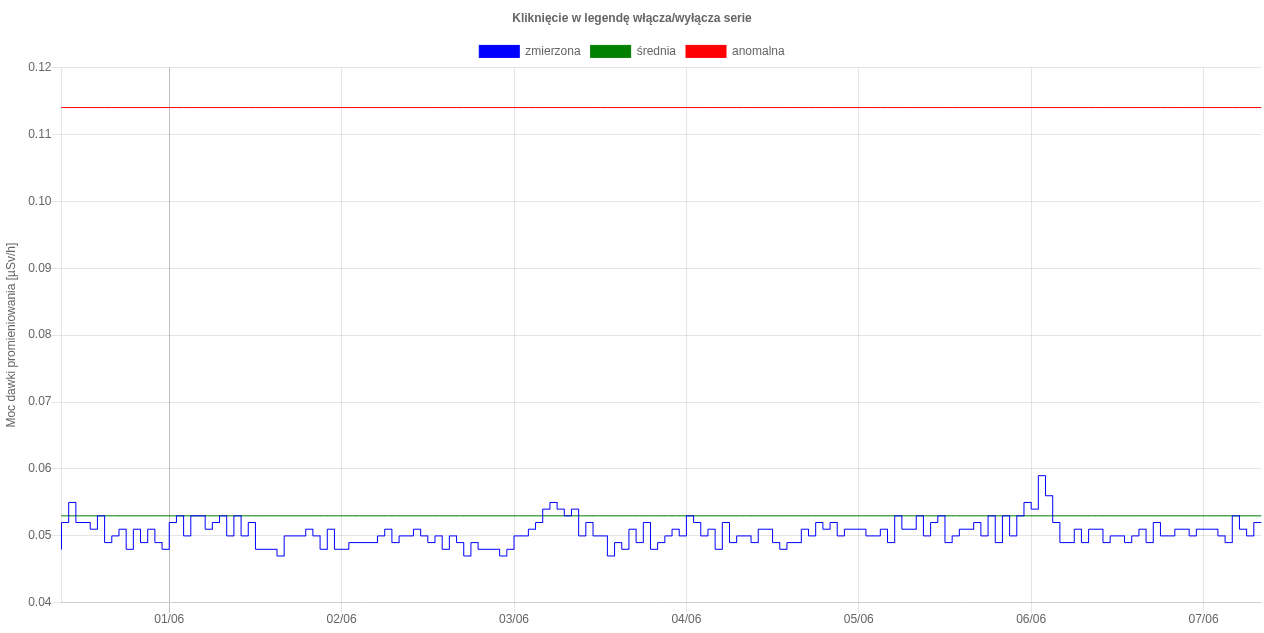 Kliknięcie w legendę włącza/wyłącza serie
zmierzona średnia anomalna
Moc dawki promieniowania [µSv/h]
0.12
0.11
0.10
0.09
0.08
0.07
0.06
0.05
0.04
01/06 02/06 03/06 04/06 05/06 06/06 07/06